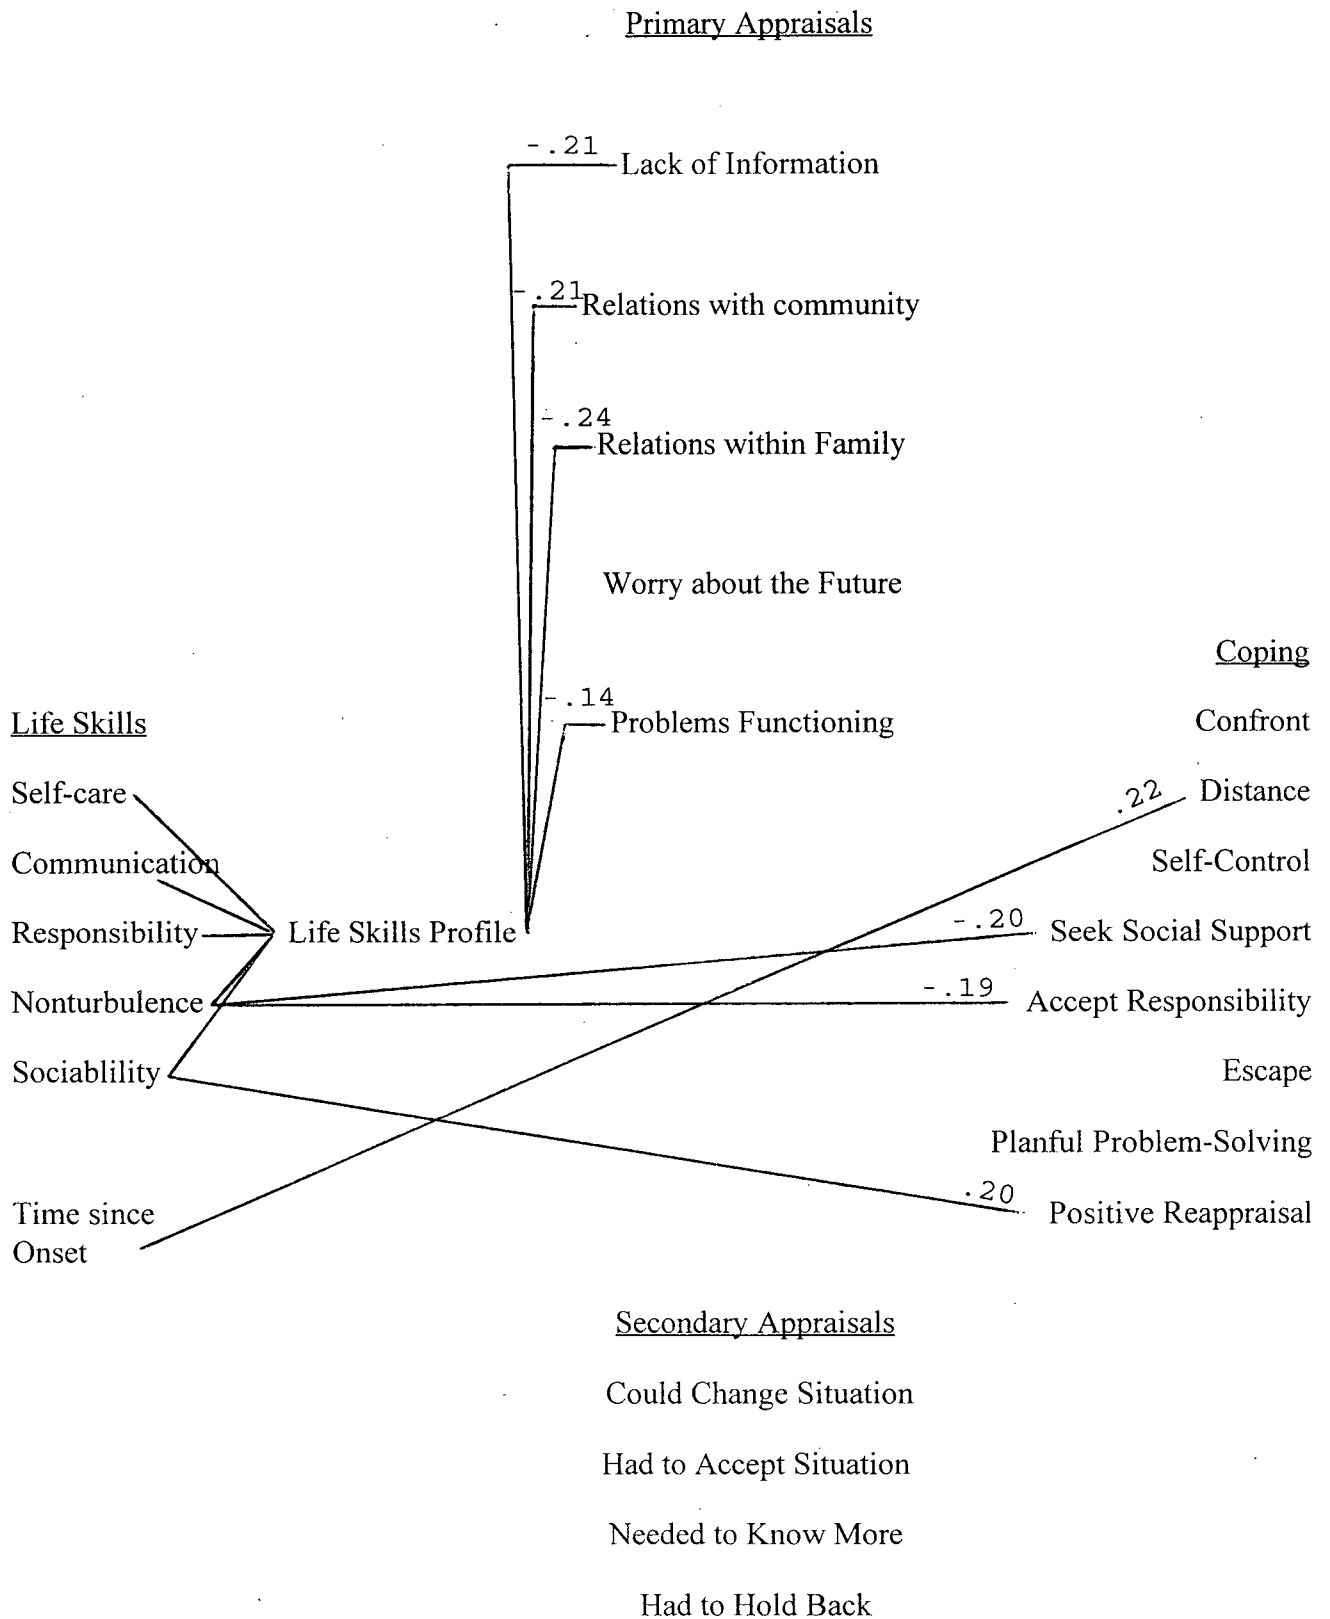 Primary Appraisals
-.21
Lack of Information
-.21
Relations with community
-.24
Relations within Family
Worry about the Future
Coping
-.14
Life Skills
Problems Functioning
Confront
Self-care
.22
Distance
Communication
Self-Control
Responsibility
Life Skills Profile
-.20
Seek Social Support
Nonturbulence
-.19
Accept Responsibility
Sociablility
Escape
Planful Problem-Solving
.20
Time since
Onset
Positive Reappraisal
Secondary Appraisals
Could Change Situation
Had to Accept Situation
Needed to Know More
Had to Hold Back